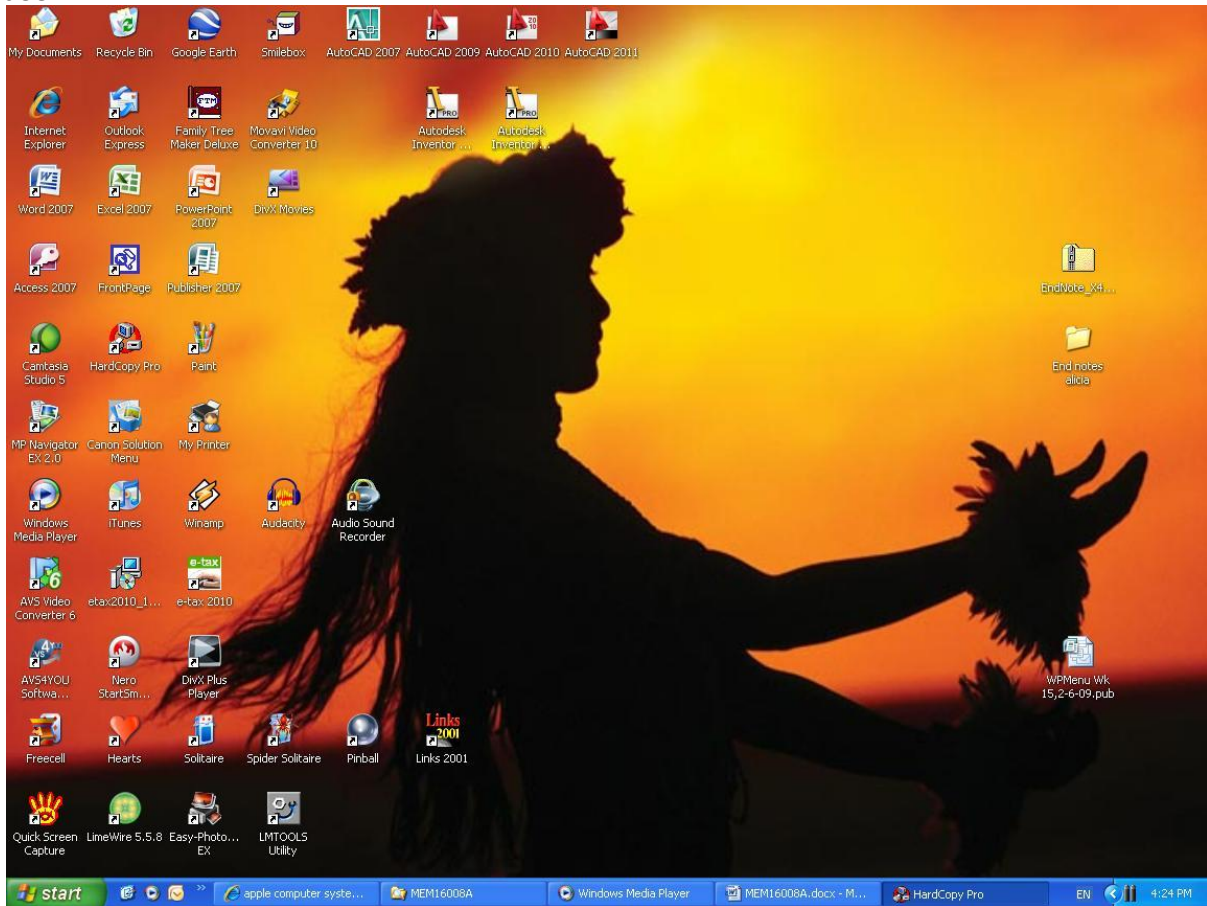 My Documents
Recycle Bin
Google Earth
Smilebox
AutoCAD 2007
AutoCAD 2009
AutoCAD 2010
AutoCAD 2011
Internet
Explorer
Outlook
Express
Family Tree
Maker Deluxe
Movavi Video
Converter 10
Autodesk
Inventor ...
Autodesk
Inventor ...
Word 2007
Excel 2007
PowerPoint
2007
DivX Movies
Access 2007
FrontPage
Publisher 2007
EndNote_X4...
Camtasia
Studio 5
HardCopy Pro
Paint
End notes
alicia
MP Navigator
EX 2.0
Canon Solution
Menu
My Printer
Windows
Media Player
iTunes
Winamp
Audacity
Audio Sound
Recorder
AVS Video
Converter 6
etax2010_1...
e-tax
e-tax 2010
AVS4YOU
Softwa...
Nero
StartSm...
DivX Plus
Player
WPMenu Wk
15,2-6-09.pub
Freecell
Hearts
Solitaire
Spider Solitaire
Pinball
Links
2001
Links 2001
Quick Screen
Capture
LimeWire 5.5.8
Easy-Photo...
EX
LMTOOLS
Utility
start
apple computer syste...
MEM16008A
Windows Media Player
MEM16008A.docx - M...
HardCopy Pro
EN
4:24 PM